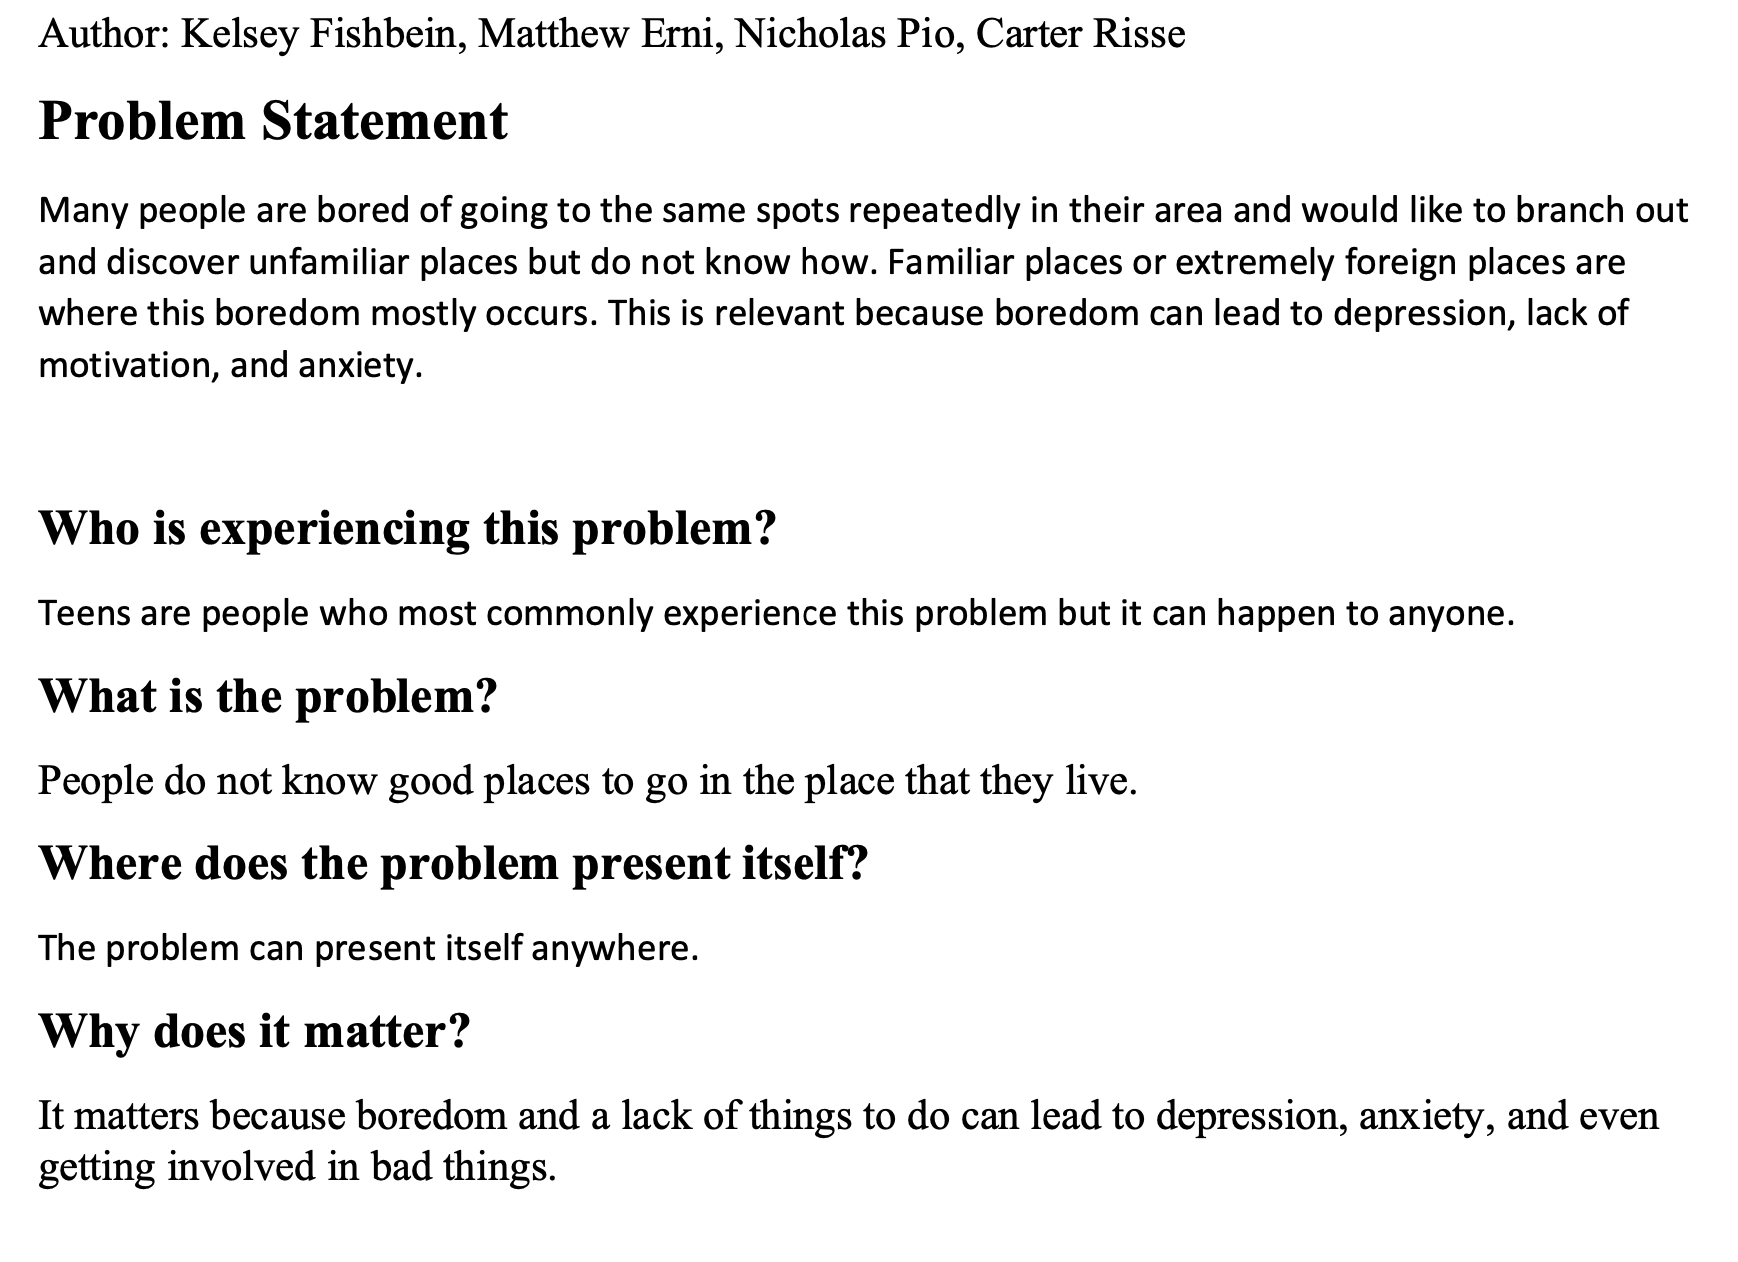 Author: Kelsey Fishbein, Matthew Erni, Nicholas Pio, Carter Risse
Problem Statement
Many people are bored of going to the same spots repeatedly in their area and would like to branch out
and discover unfamiliar places but do not know how. Familiar places or extremely foreign places are
where this boredom mostly occurs. This is relevant because boredom can lead to depression, lack of
motivation, and anxiety.
Who is experiencing this problem?
Teens are people who most commonly experience this problem but it can happen to anyone.
What is the problem?
People do not know good places to go in the place that they live.
Where does the problem present itself?
The problem can present itself anywhere.
Why does it matter?
It matters because boredom and a lack of things to do can lead to depression, anxiety, and even
getting involved in bad things.